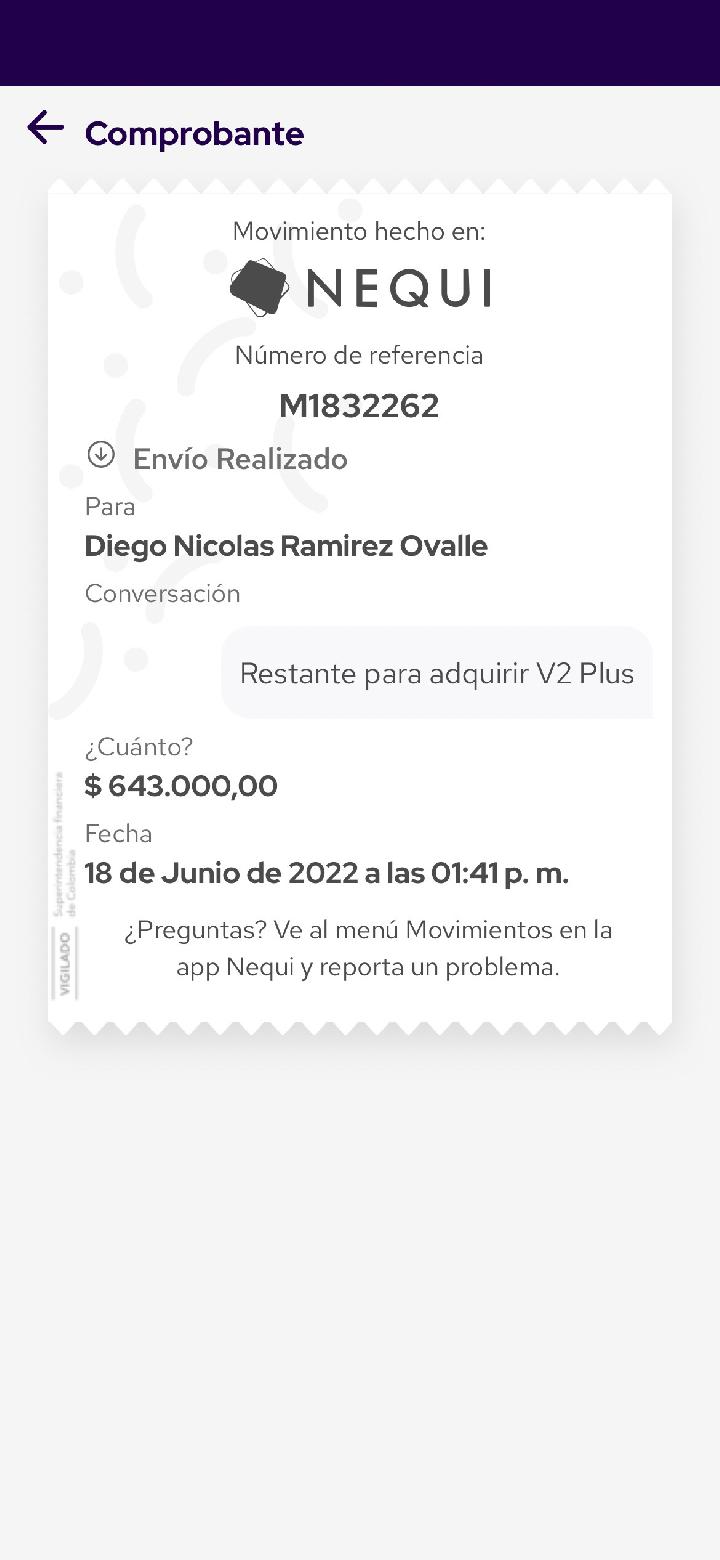 Comprobante
Movimiento hecho en:
NEQUI
Número de referencia
M1832262
Envío Realizado
Para
Diego Nicolas Ramirez Ovalle
Conversación
Restante para adquirir V2 Plus
¿Cuánto?
$ 643.000,00
Fecha
18 de Junio de 2022 a las 01:41 p. m.
¿Preguntas? Ve al menú Movimientos en la
app Nequi y reporta un problema.
VIGILADO
Superintendencia financiera
de Colombia